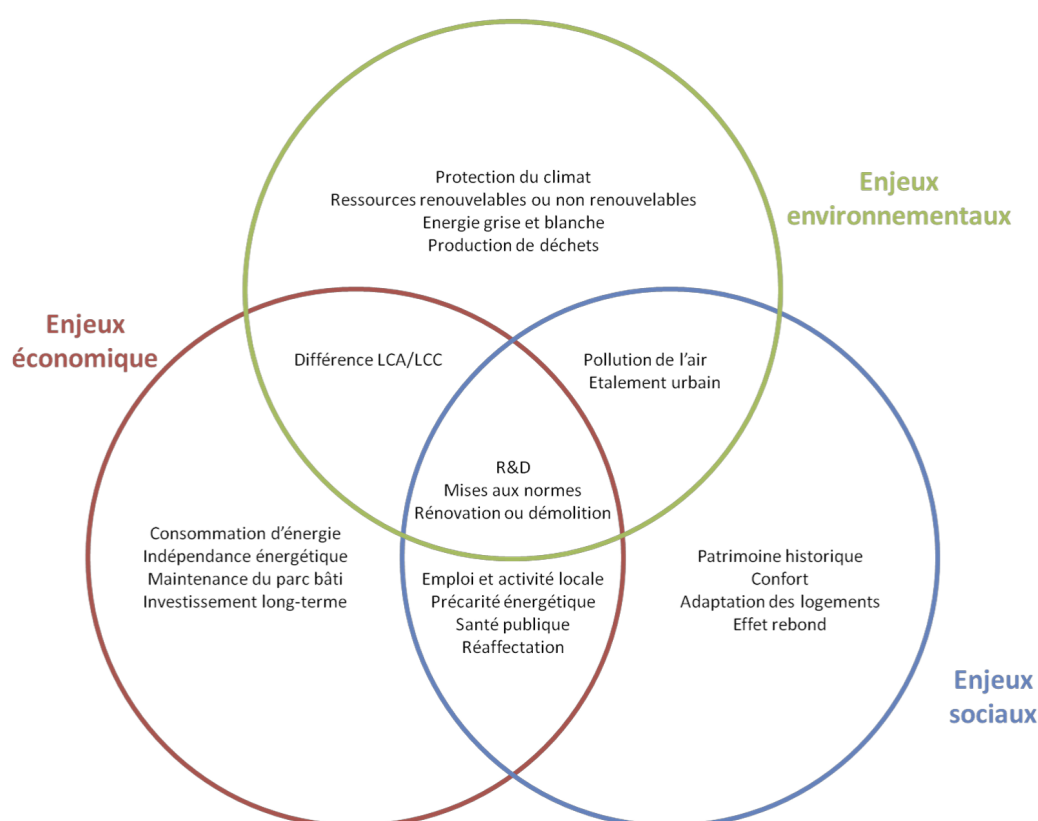 Protection du climat
Ressources renouvelables ou non renouvelables
Energie grise et blanche
Production de déchets
Enjeux
environnementaux
Enjeux
économique
Différence LCA/LCC
Pollution de l'air
Etalement urbain
R&D
Mises aux normes
Rénovation ou démolition
Consommation d'énergie
Indépendance énergétique
Maintenance du parc bâti
Investissement long-terme
Emploi et activité locale
Précarité énergétique
Santé publique
Réaffectation
Patrimoine historique
Confort
Adaptation des logements
Effet rebond
Enjeux
sociaux